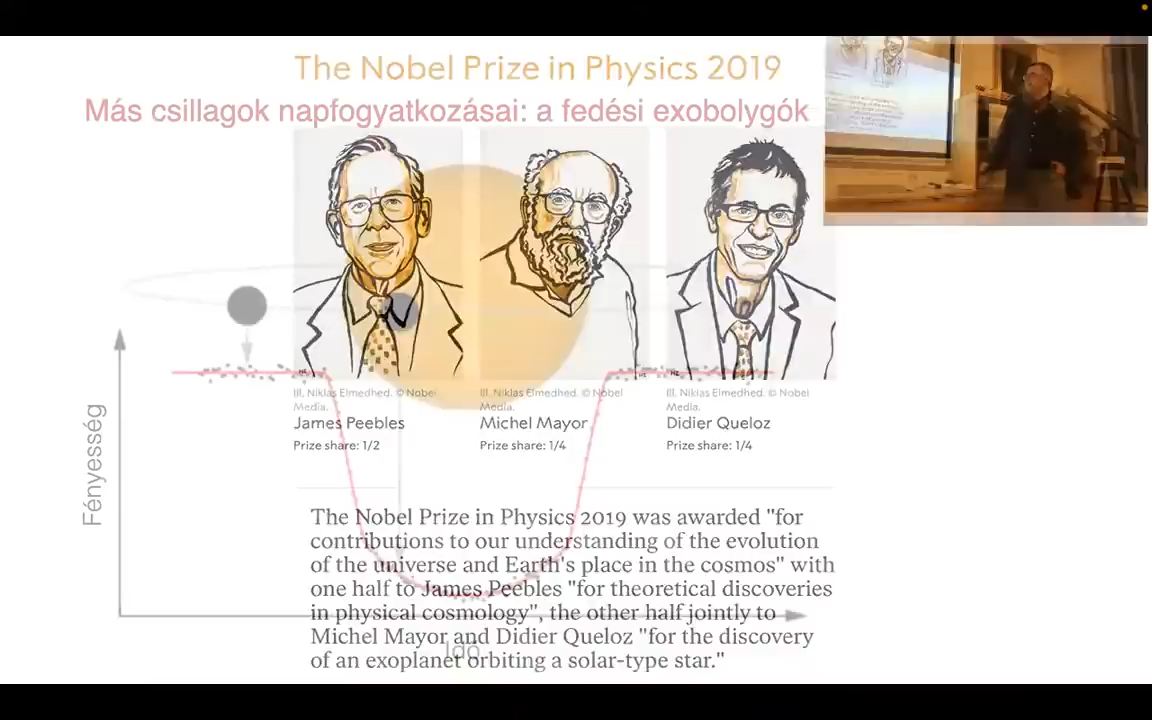 The Nobel Prize in Physics 2019
Más csillagok napfogyatkozásai: a fedési exobolygók
Ill. Niklas Elmedhed. © Nobel
Media.
James Peebles
Prize share: 1/2
Ill. Niklas Elmedhed. © Nobel
Media.
Michel Mayor
Prize share: 1/4
Ill. Niklas Elmedhed. © Nobel
Media.
Didier Queloz
Prize share: 1/4
Fényesség
The Nobel Prize in Physics 2019 was awarded "for
contributions to our understanding of the evolution
of the universe and Earth's place in the cosmos" with
one half to James Peebles "for theoretical discoveries
in physical cosmology", the other half jointly to
Michel Mayor and Didier Queloz "for the discovery
of an exoplanet orbiting a solar-type star."
Idő